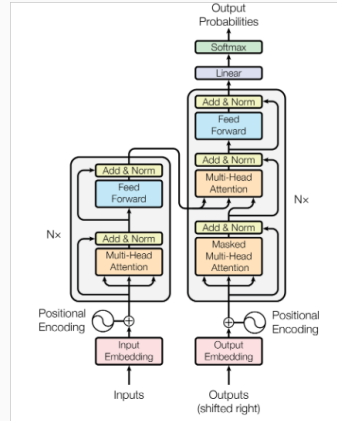 Output
Probabilities
Softmax
Linear
Add & Norm
Feed
Forward
Add & Norm
Multi-Head
Attention
Add & Norm
Masked
Multi-Head
Attention
Nx
Add & Norm
Feed
Forward
Add & Norm
Multi-Head
Attention
Nx
Positional
Encoding
Positional
Encoding
Input
Embedding
Output
Embedding
Inputs
Outputs
(shifted right)